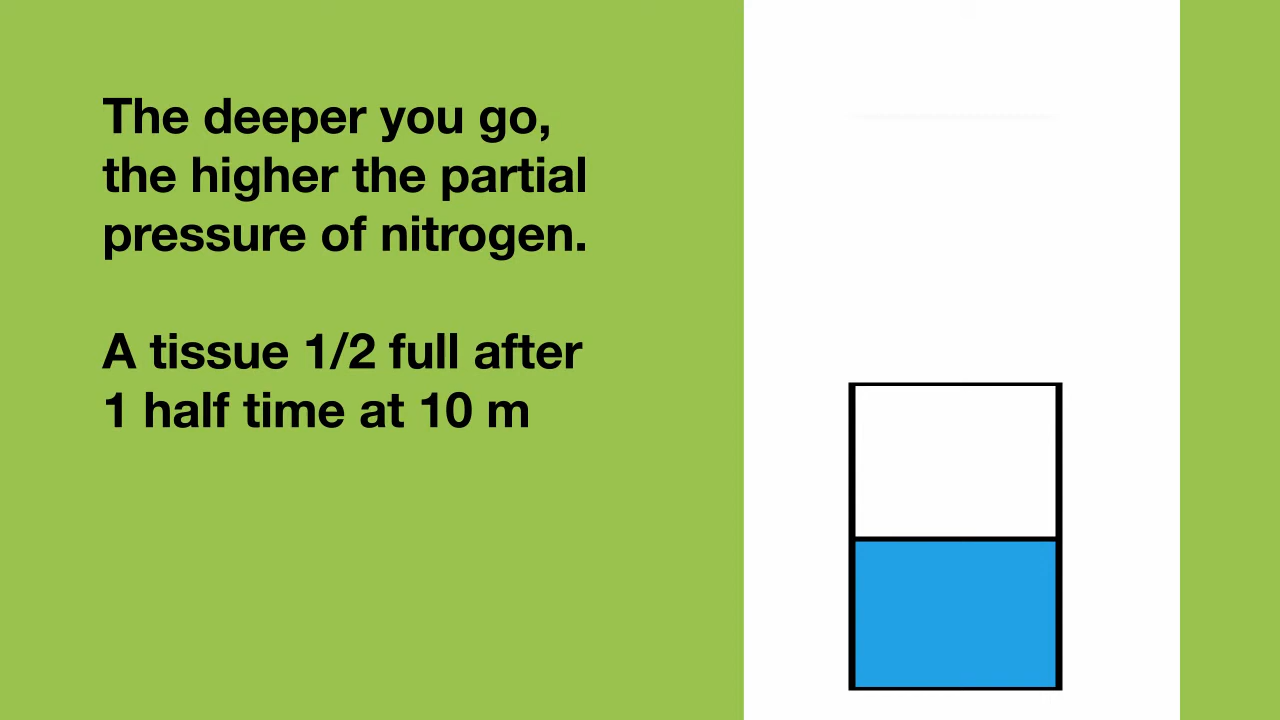 The deeper you go,
the higher the partial
pressure of nitrogen.
A tissue 1/2 full after
1 half time at 10 m